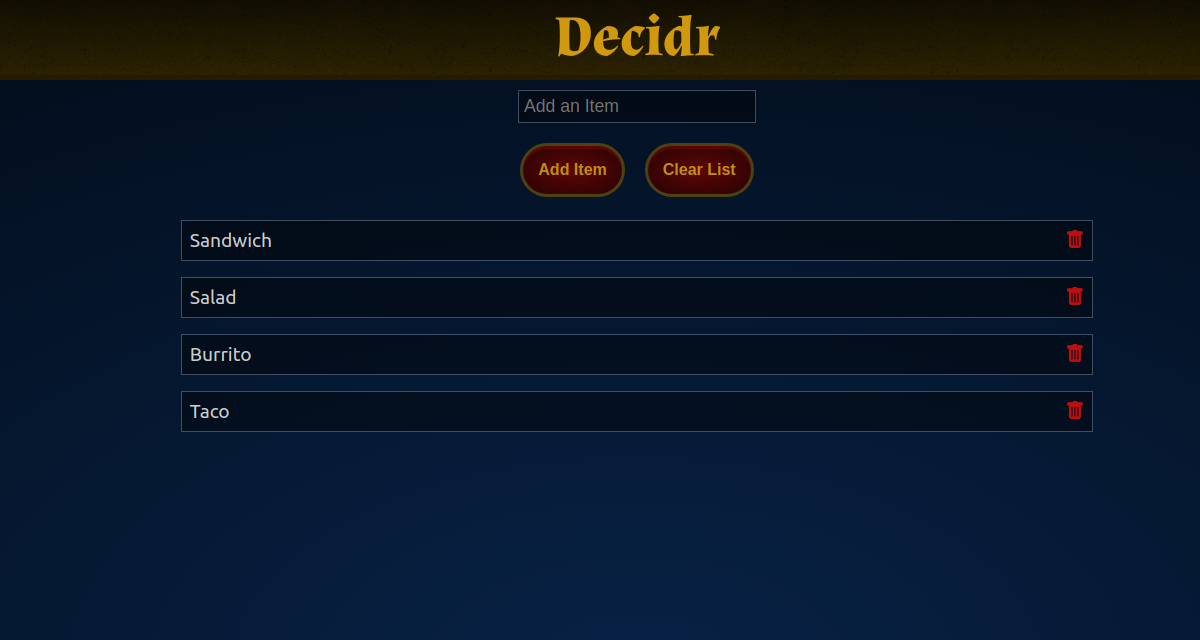 Decidr
Add an Item
Add Item Clear List
Sandwich
Salad
Burrito
Taco